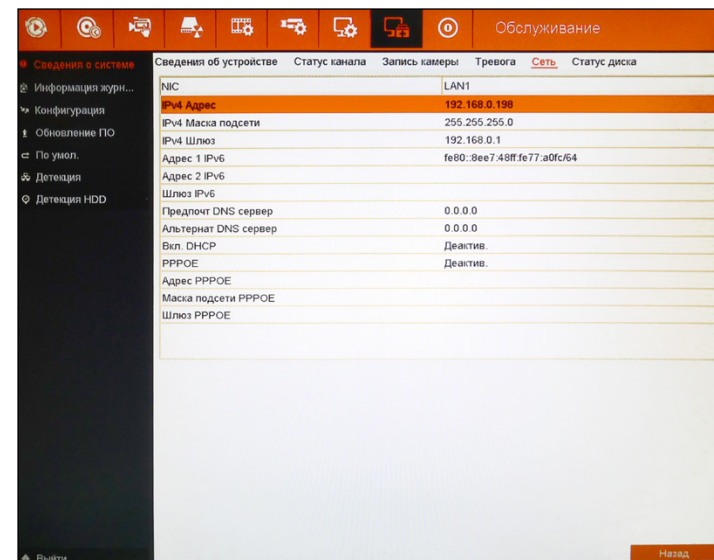 Обслуживание
Сведения о системе
Информация журн...
Конфигурация
Обновление ПО
По умол.
Детекция
Детекция HDD
Выйти
Сведения об устройстве Статус канала Запись камеры Тревога Сеть Статус диска
NIC LAN1
IPv4 Адрес 192.168.0.198
IPv4 Маска подсети 255.255.255.0
IPv4 Шлюз 192.168.0.1
Адрес 1 IPv6 fe80::8ee7:48ff:fe77:a0fc/64
Адрес 2 IPv6
Шлюз IPv6
Предпочт DNS сервер 0.0.0.0
Альтернат DNS сервер 0.0.0.0
Вкл. DHCP Деактив.
PPPOE Деактив.
Адрес PPPOE
Маска подсети PPPOE
Шлюз PPPOE
Назад